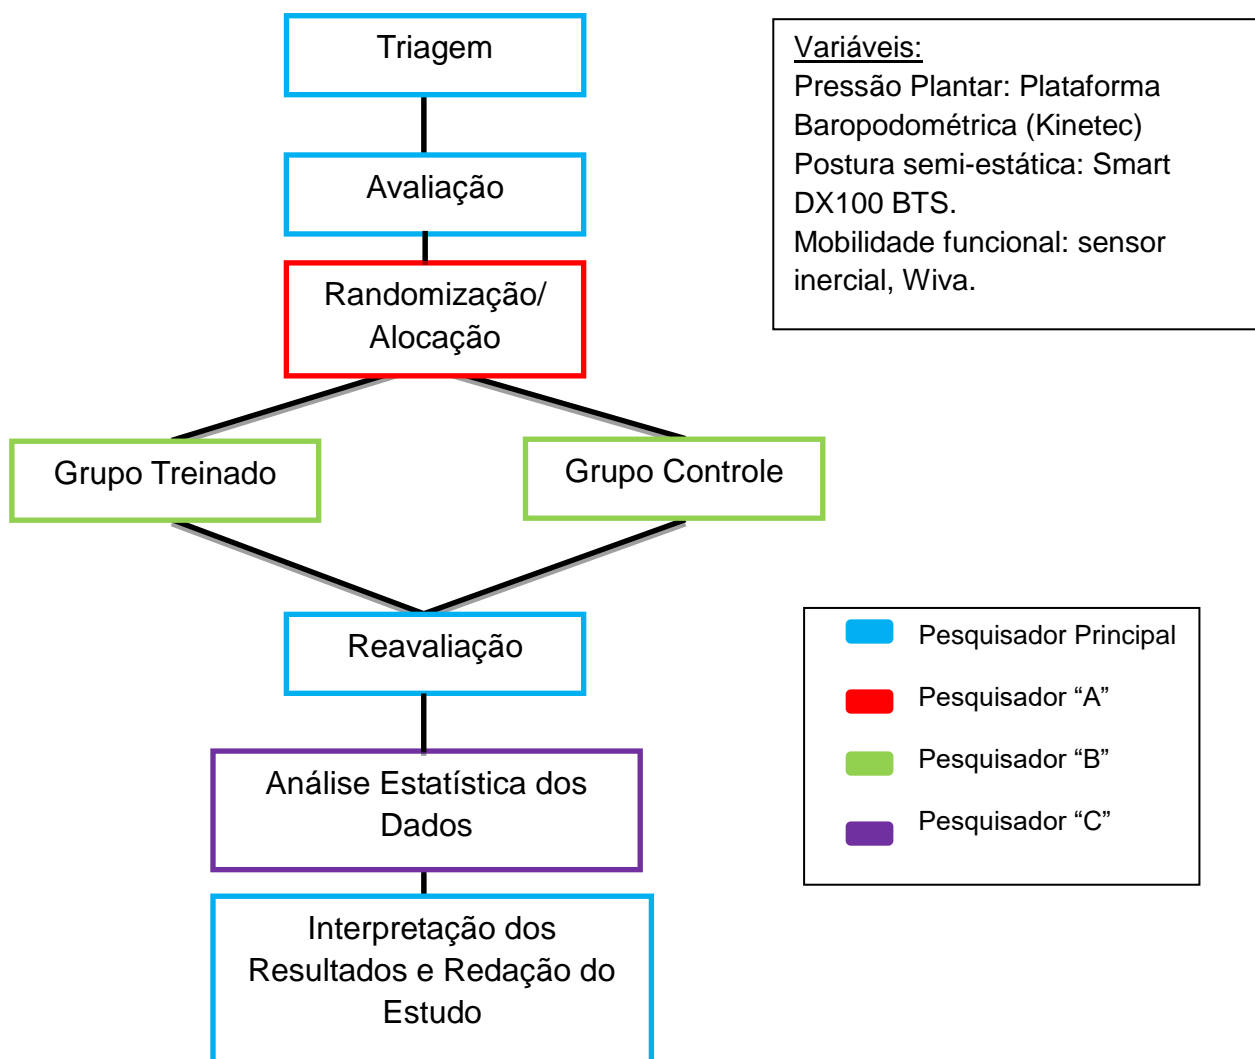 Triagem
Avaliação
Randomização/
Alocação
Grupo Treinado
Grupo Controle
Reavaliação
Análise Estatística dos
Dados
Interpretação dos
Resultados e Redação do
Estudo
Variáveis:
Pressão Plantar: Plataforma
Baropodométrica (Kinetec)
Postura semi-estática: Smart
DX100 BTS.
Mobilidade funcional: sensor
inercial, Wiva.
Pesquisador Principal
Pesquisador “A”
Pesquisador “B”
Pesquisador “C”